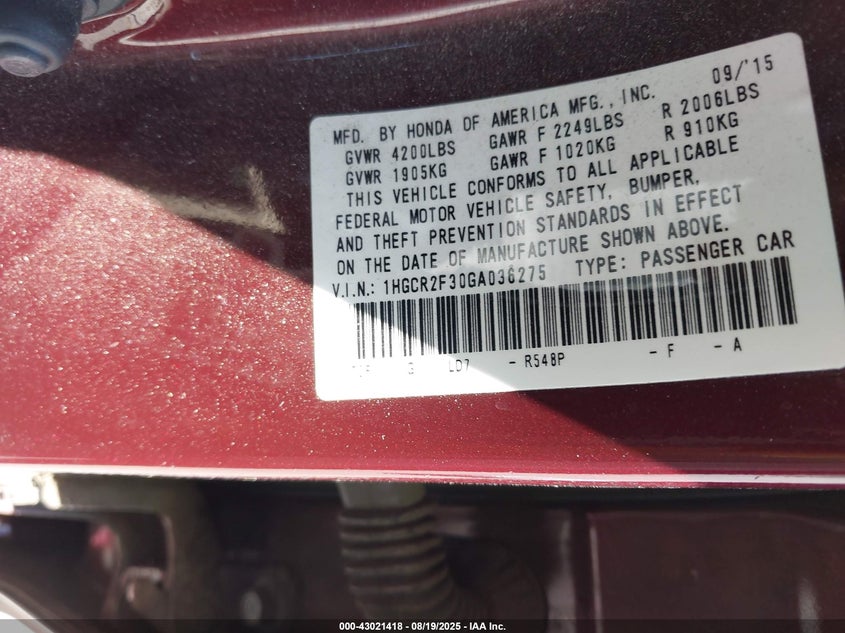 09/'15
MFD. BY HONDA OF AMERICA MFG., INC.
GVWR 4200LBS GAWR F 2249LBS R 2006LBS
GVWR 1905KG GAWR F 1020KG R 910KG
THIS VEHICLE CONFORMS TO ALL APPLICABLE
FEDERAL MOTOR VEHICLE SAFETY, BUMPER,
AND THEFT PREVENTION STANDARDS IN EFFECT
ON THE DATE OF MANUFACTURE SHOWN ABOVE.
V.I.N.: 1HGCR2F30GA036275 TYPE: PASSENGER CAR
G LD7 - R548P - F - A
000-43021418 - 08/19/2025 - IAA Inc.